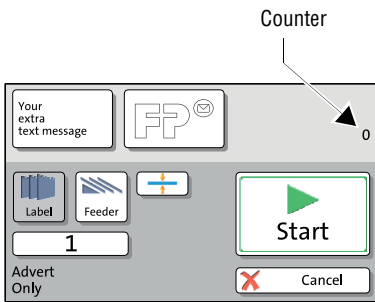 Counter
Your
extra
text message
FP®
0
Label
Feeder
Start
1
Advert
Only
Cancel